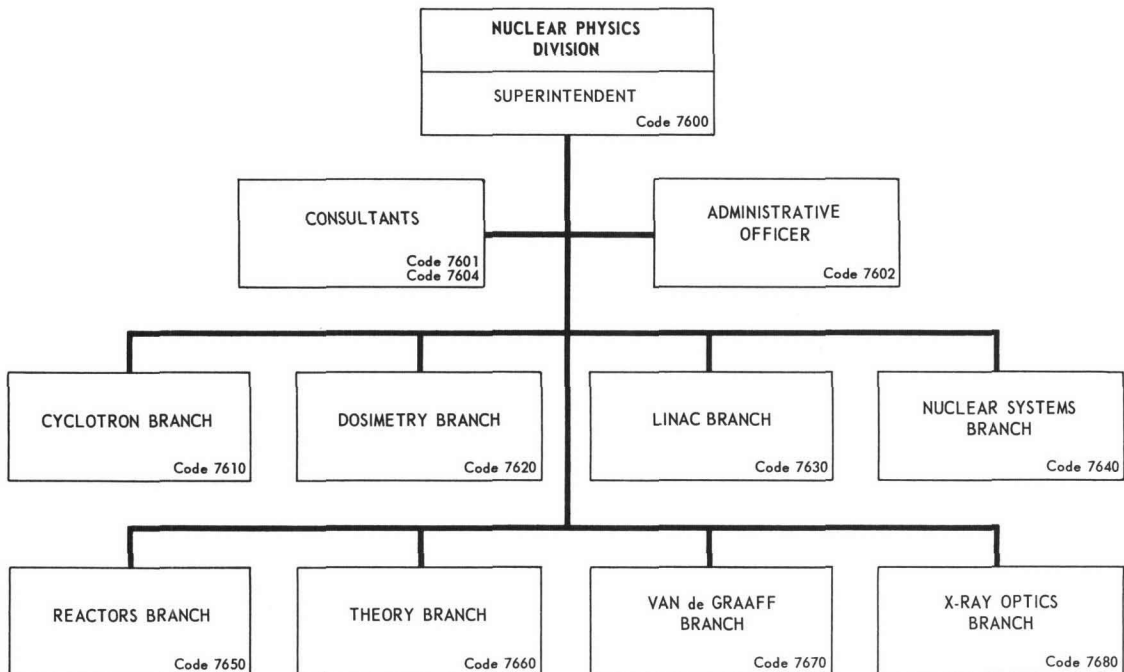 NUCLEAR PHYSICS
DIVISION
SUPERINTENDENT
Code 7600
CONSULTANTS
Code 7601
Code 7604
ADMINISTRATIVE
OFFICER
Code 7602
CYCLOTRON BRANCH
Code 7610
DOSIMETRY BRANCH
Code 7620
LINAC BRANCH
Code 7630
NUCLEAR SYSTEMS
BRANCH
Code 7640
REACTORS BRANCH
Code 7650
THEORY BRANCH
Code 7660
VAN de GRAAFF
BRANCH
Code 7670
X-RAY OPTICS
BRANCH
Code 7680